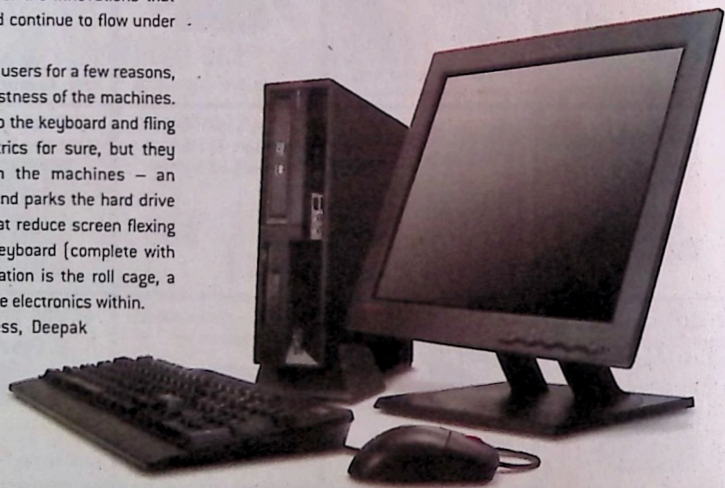 d continue to flow under
users for a few reasons,
stness of the machines.
o the keyboard and fling
trics for sure, but they
the machines – an
nd parks the hard drive
at reduce screen flexing
eyboard (complete with
ation is the roll cage, a
e electronics within.
ss, Deepak